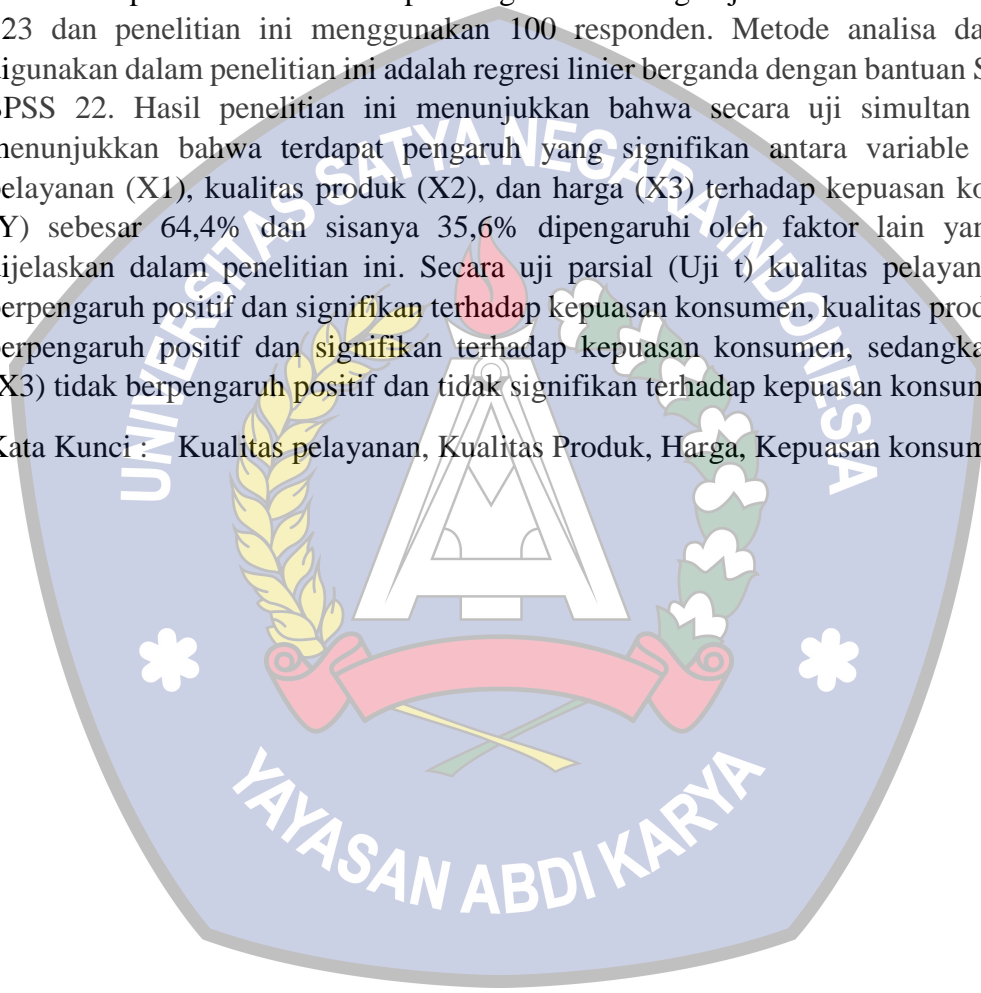 23 dan penelitian ini menggunakan 100 responden. Metode analisa da
igunakan dalam penelitian ini adalah regresi linier berganda dengan bantuan S
SPSS 22. Hasil penelitian ini menunjukkan bahwa secara uji simultan
menunjukkan bahwa terdapat pengaruh yang signifikan antara variable
elayanan (X1), kualitas produk (X2), dan harga (X3) terhadap kepuasan ko
Y) sebesar 64,4% dan sisanya 35,6% dipengaruhi oleh faktor lain yan
ijelaskan dalam penelitian ini. Secara uji parsial (Uji t) kualitas pelayan
erpengaruh positif dan signifikan terhadap kepuasan konsumen, kualitas prod
erpengaruh positif dan signifikan terhadap kepuasan konsumen, sedangka
X3) tidak berpengaruh positif dan tidak signifikan terhadap kepuasan konsum
Kata Kunci : Kualitas pelayanan, Kualitas Produk, Harga, Kepuasan konsum
UNIVERSITAS SATYA NEGARA INDONESIA
YAYASAN ABDI KARYA